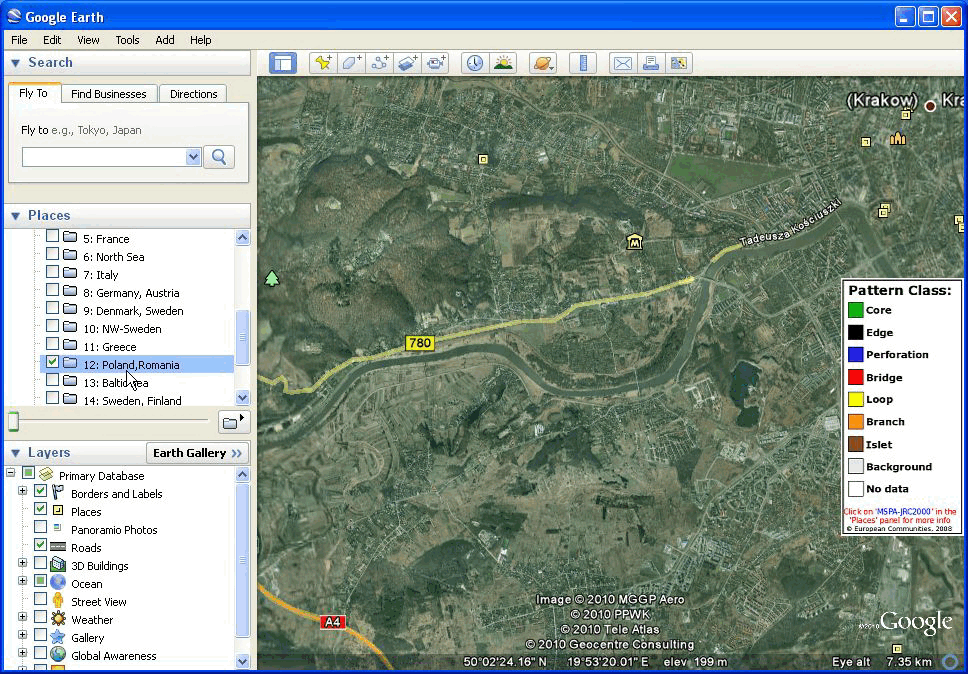 Google Earth
File Edit View Tools Add Help
Search
Fly To Find Businesses Directions
Fly to e.g., Tokyo, Japan
Places
5: France
6: North Sea
7: Italy
8: Germany, Austria
9: Denmark, Sweden
10: NW-Sweden
11: Greece
12: Poland,Romania
13: Baltic Sea
14: Sweden, Finland
Layers Earth Gallery »
Primary Database
Borders and Labels
Places
Panoramio Photos
Roads
3D Buildings
Ocean
Street View
Weather
Gallery
Global Awareness
(Krakow)
Tadeusza Kościuszki
780
A4
Pattern Class:
Core
Edge
Perforation
Bridge
Loop
Branch
Islet
Background
No data
Click on 'MSPA-JRC2000' in the
'Places' panel for more info
© European Communities, 2008
Image © 2010 MGGP Aero
© 2010 PPWK
© 2010 Tele Atlas
© 2010 Geocentre Consulting
©2010 Google
50°02'24.16" N 19°53'20.01" E elev 199 m Eye alt 7.35 km